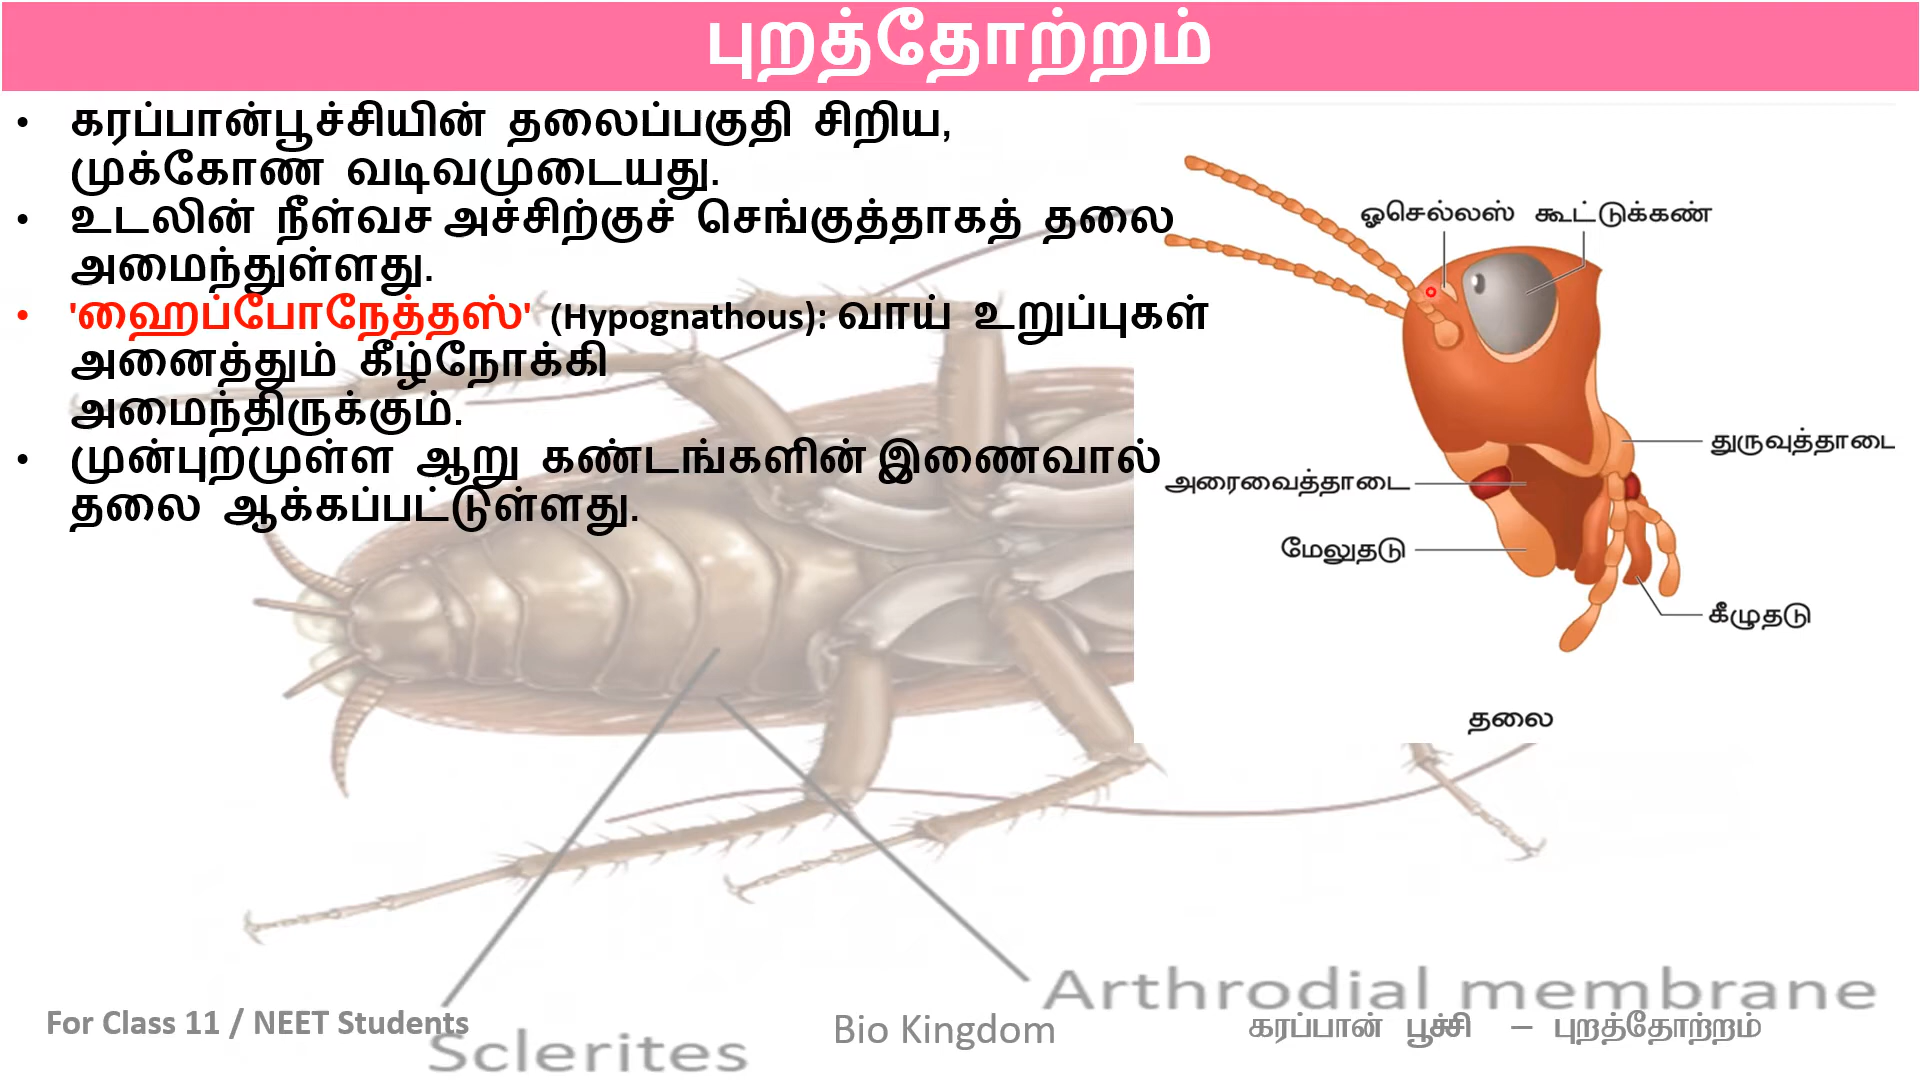 புறத்தோற்றம்
• கரப்பான்பூச்சியின் தலைப்பகுதி சிறிய,
முக்கோண வடிவமுடையது.
• உடலின் நீள்வச அச்சிற்குச் செங்குத்தாகத் தலை
அமைந்துள்ளது.
• 'ஹைப்போநேத்தஸ்' (Hypognathous): வாய் உறுப்புகள்
அனைத்தும் கீழ்நோக்கி
அமைந்திருக்கும்.
• முன்புறமுள்ள ஆறு கண்டங்களின் இணைவால்
தலை ஆக்கப்பட்டுள்ளது.
ஓசெல்லஸ் கூட்டுக்கண்
துருவுத்தாடை
அரைவைத்தாடை
மேலுதடு
கீழுதடு
தலை
Arthrodial membrane
Sclerites
For Class 11 / NEET Students
Bio Kingdom
கரப்பான் பூச்சி – புறத்தோற்றம்